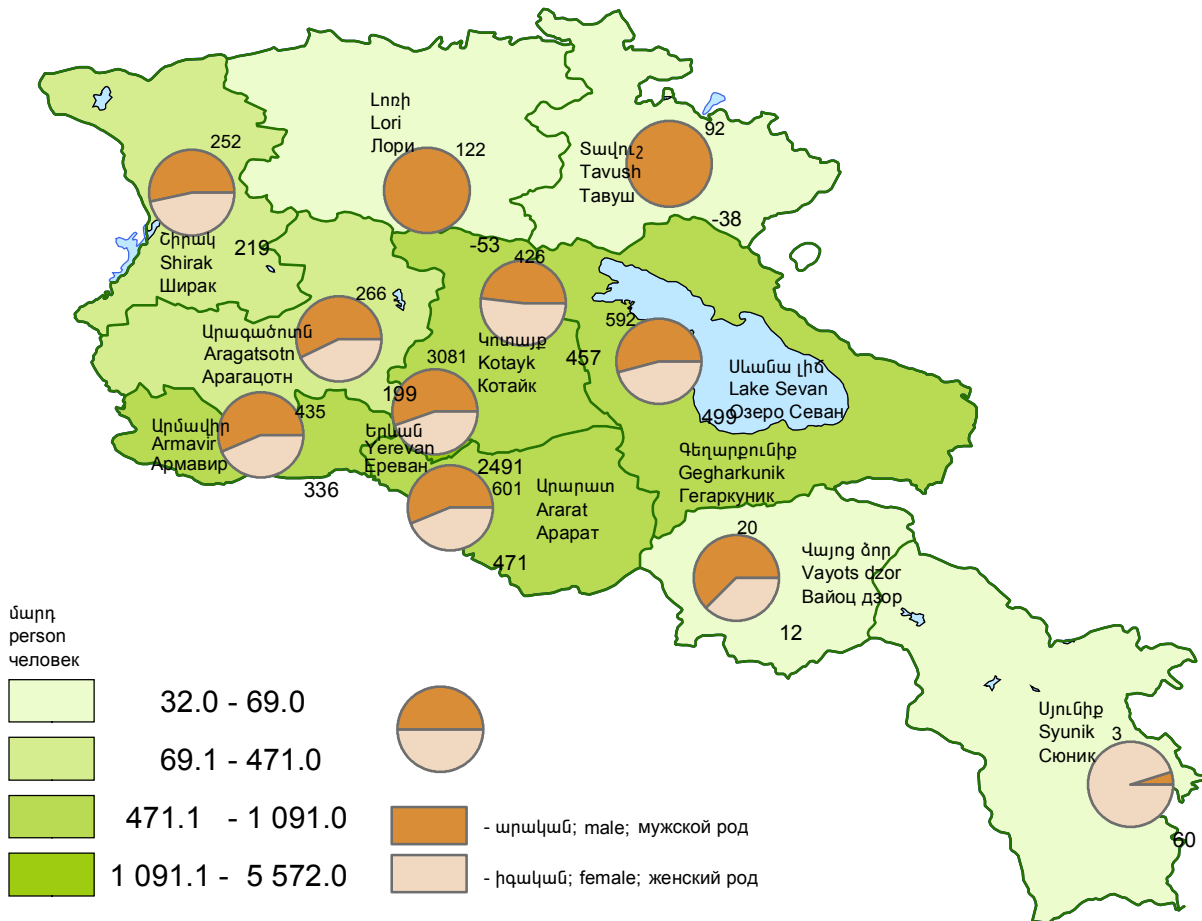 252
Շիրակ
Shirak
Ширак
219
Լոռի
Lori
Лори
122
-53
92
Տավուշ
Tavush
Тавуш
-38
266
Արագածոտն
Aragatsotn
Арагацотн
199
426
Կոտայք
Kotayk
Котайк
457
592
Սևանա լիճ
Lake Sevan
Озеро Севан
499
Գեղարքունիք
Gegharkunik
Гегаркуник
435
Արմավիր
Armavir
Армавир
336
3081
Երևան
Yerevan
Ереван
2491
601
Արարատ
Ararat
Арарат
471
20
Վայոց ձոր
Vayots dzor
Вайоц дзор
12
Սյունիք
Syunik
Сюник
3
60
մարդ
person
человек
32.0 - 69.0
69.1 - 471.0
471.1 - 1 091.0
1 091.1 - 5 572.0
- արական; male; мужской род
- իգական; female; женский род